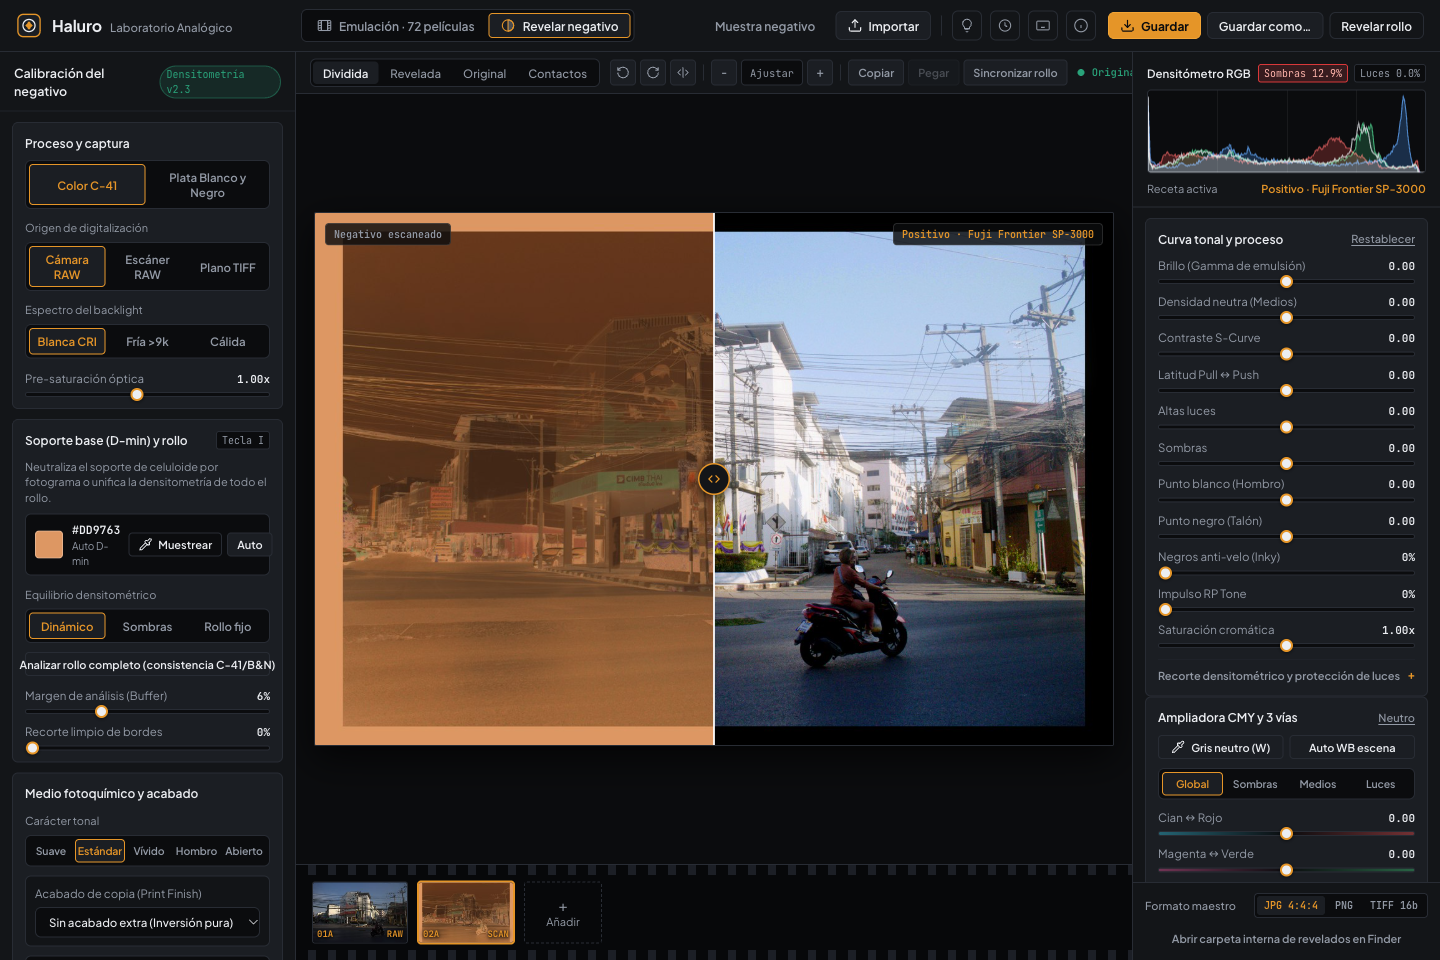 Haluro Laboratorio Analógico
Emulación · 72 películas
Revelar negativo
Muestra negativo
Importar
Guardar
Guardar como...
Revelar rollo
Calibración del
negativo
Densitometría
v2.3
Proceso y captura
Color C-41
Plata Blanco y
Negro
Origen de digitalización
Cámara
RAW
Escáner
RAW
Plano TIFF
Espectro del backlight
Blanca CRI
Fría >9k
Cálida
Pre-saturación óptica 1.00x
Soporte base (D-min) y rollo Tecla I
Neutraliza el soporte de celuloide por
fotograma o unifica la densitometría de todo el
rollo.
#DD9763
Auto D-
min
Muestrear
Auto
Equilibrio densitométrico
Dinámico
Sombras
Rollo fijo
Analizar rollo completo (consistencia C-41/B&N)
Margen de análisis (Buffer) 6%
Recorte limpio de bordes 0%
Medio fotoquímico y acabado
Carácter tonal
Suave
Estándar
Vívido
Hombro
Abierto
Acabado de copia (Print Finish)
Sin acabado extra (Inversión pura)
Dividida
Revelada
Original
Contactos
-
Ajustar
+
Copiar
Pegar
Sincronizar rollo
Origina
Negativo escaneado
Positivo · Fuji Frontier SP-3000
CIMB THAI
01A RAW
02A SCAN
+
Añadir
Densitómetro RGB
Sombras 12.9%
Luces 0.0%
Receta activa
Positivo · Fuji Frontier SP-3000
Curva tonal y proceso Restablecer
Brillo (Gamma de emulsión) 0.00
Densidad neutra (Medios) 0.00
Contraste S-Curve 0.00
Latitud Pull ↔ Push 0.00
Altas luces 0.00
Sombras 0.00
Punto blanco (Hombro) 0.00
Punto negro (Talón) 0.00
Negros anti-velo (Inky) 0%
Impulso RP Tone 0%
Saturación cromática 1.00x
Recorte densitométrico y protección de luces +
Ampliadora CMY y 3 vías Neutro
Gris neutro (W)
Auto WB escena
Global
Sombras
Medios
Luces
Cian ↔ Rojo 0.00
Magenta ↔ Verde 0.00
Formato maestro
JPG 4:4:4
PNG
TIFF 16b
Abrir carpeta interna de revelados en Finder